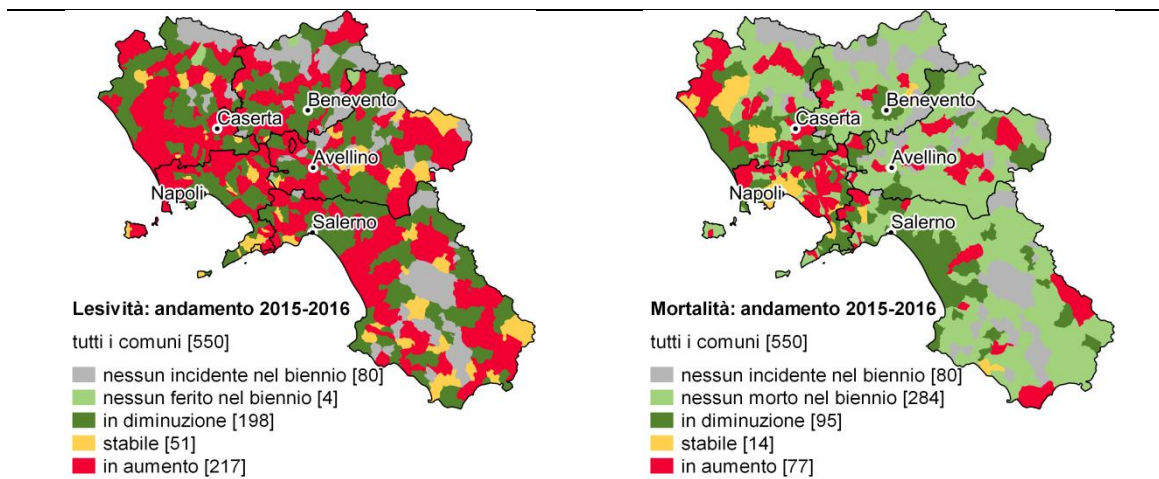 Benevento
Caserta
Avellino
Napoli
Salerno
Lesività: andamento 2015-2016
tutti i comuni [550]
nessun incidente nel biennio [80]
nessun ferito nel biennio [4]
in diminuzione [198]
stabile [51]
in aumento [217]
Benevento
Caserta
Avellino
Napoli
Salerno
Mortalità: andamento 2015-2016
tutti i comuni [550]
nessun incidente nel biennio [80]
nessun morto nel biennio [284]
in diminuzione [95]
stabile [14]
in aumento [77]